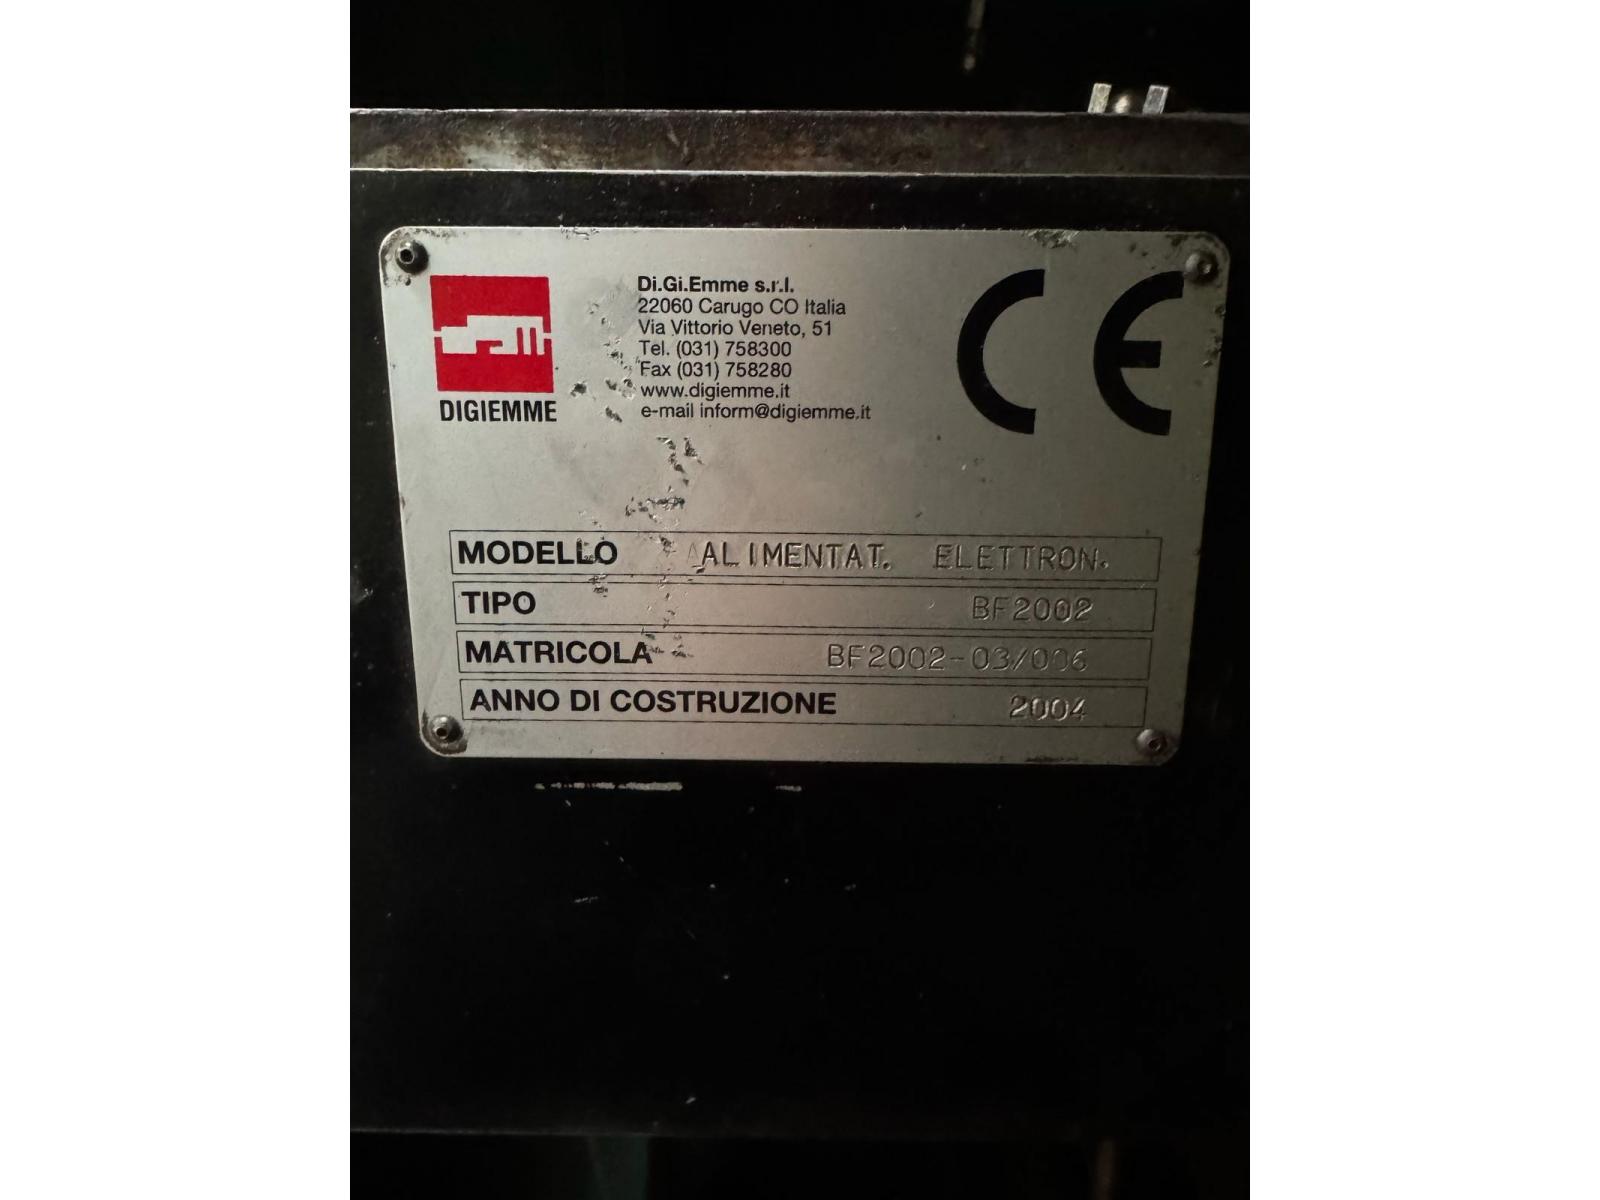 Di.Gi.Emme s.r.l.
22060 Carugo CO Italia
Via Vittorio Veneto, 51
Tel. (031) 758300
Fax (031) 758280
www.digiemme.it
e-mail inform@digiemme.it
DIGIEMME
CE
MODELLO ALIMENTAT. ELETTRON.
TIPO BF2002
MATRICOLA BF2002-03/006
ANNO DI COSTRUZIONE 2004